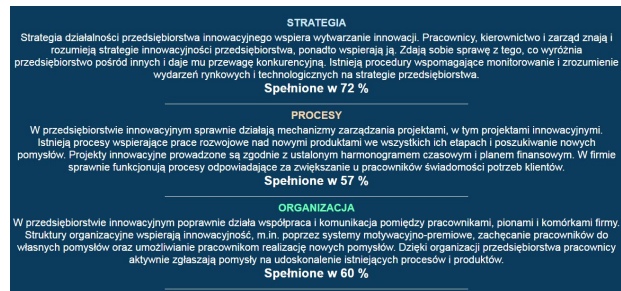 STRATEGIA
Strategia działalności przedsiębiorstwa innowacyjnego wspiera wytwarzanie innowacji. Pracownicy, kierownictwo i zarząd znają i
rozumieją strategie innowacyjności przedsiębiorstwa, ponadto wspierają ją. Zdają sobie sprawę z tego, co wyróżnia
przedsiębiorstwo pośród innych i daje mu przewagę konkurencyjną. Istnieją procedury wspomagające monitorowanie i zrozumienie
wydarzeń rynkowych i technologicznych na strategie przedsiębiorstwa.
Spełnione w 72 %
PROCESY
W przedsiębiorstwie innowacyjnym sprawnie działają mechanizmy zarządzania projektami, w tym projektami innowacyjnymi.
Istnieją procesy wspierające prace rozwojowe nad nowymi produktami we wszystkich ich etapach i poszukiwanie nowych
pomysłów. Projekty innowacyjne prowadzone są zgodnie z ustalonym harmonogramem czasowym i planem finansowym. W firmie
sprawnie funkcjonują procesy odpowiadające za zwiększanie u pracowników świadomości potrzeb klientów.
Spełnione w 57 %
ORGANIZACJA
W przedsiębiorstwie innowacyjnym poprawnie działa współpraca i komunikacja pomiędzy pracownikami, pionami i komórkami firmy.
Struktury organizacyjne wspierają innowacyjność, m.in. poprzez systemy motywacyjno-premiowe, zachęcanie pracowników do
własnych pomysłów oraz umożliwianie pracownikom realizację nowych pomysłów. Dzięki organizacji przedsiębiorstwa pracownicy
aktywnie zgłaszają pomysły na udoskonalenie istniejących procesów i produktów.
Spełnione w 60 %